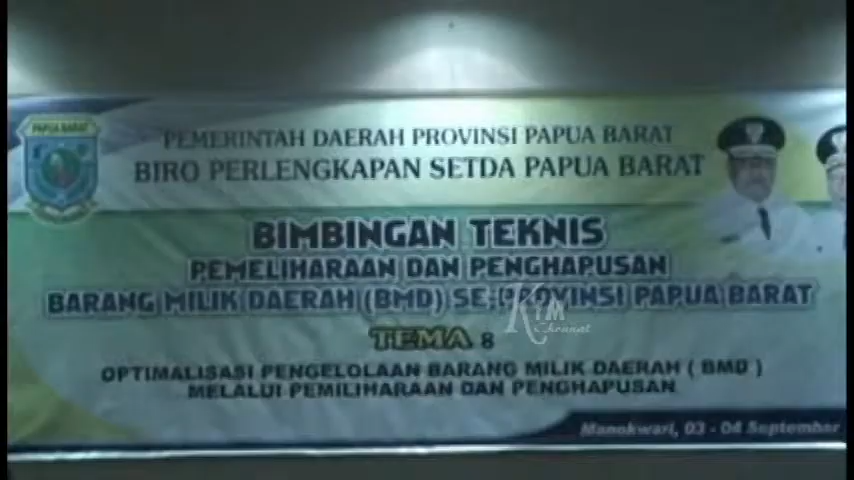 PAPUA BARAT
PEMERINTAH DAERAH PROVINSI PAPUA BARAT
BIRO PERLENGKAPAN SETDA PAPUA BARAT
BIMBINGAN TEKNIS
PEMELIHARAAN DAN PENGHAPUSAN
BARANG MILIK DAERAH (BMD) SE-PROVINSI PAPUA BARAT
TEMA 8
OPTIMALISASI PENGELOLAAN BARANG MILIK DAERAH ( BMD )
MELALUI PEMILIHARAAN DAN PENGHAPUSAN
Manokwari, 03 - 04 September